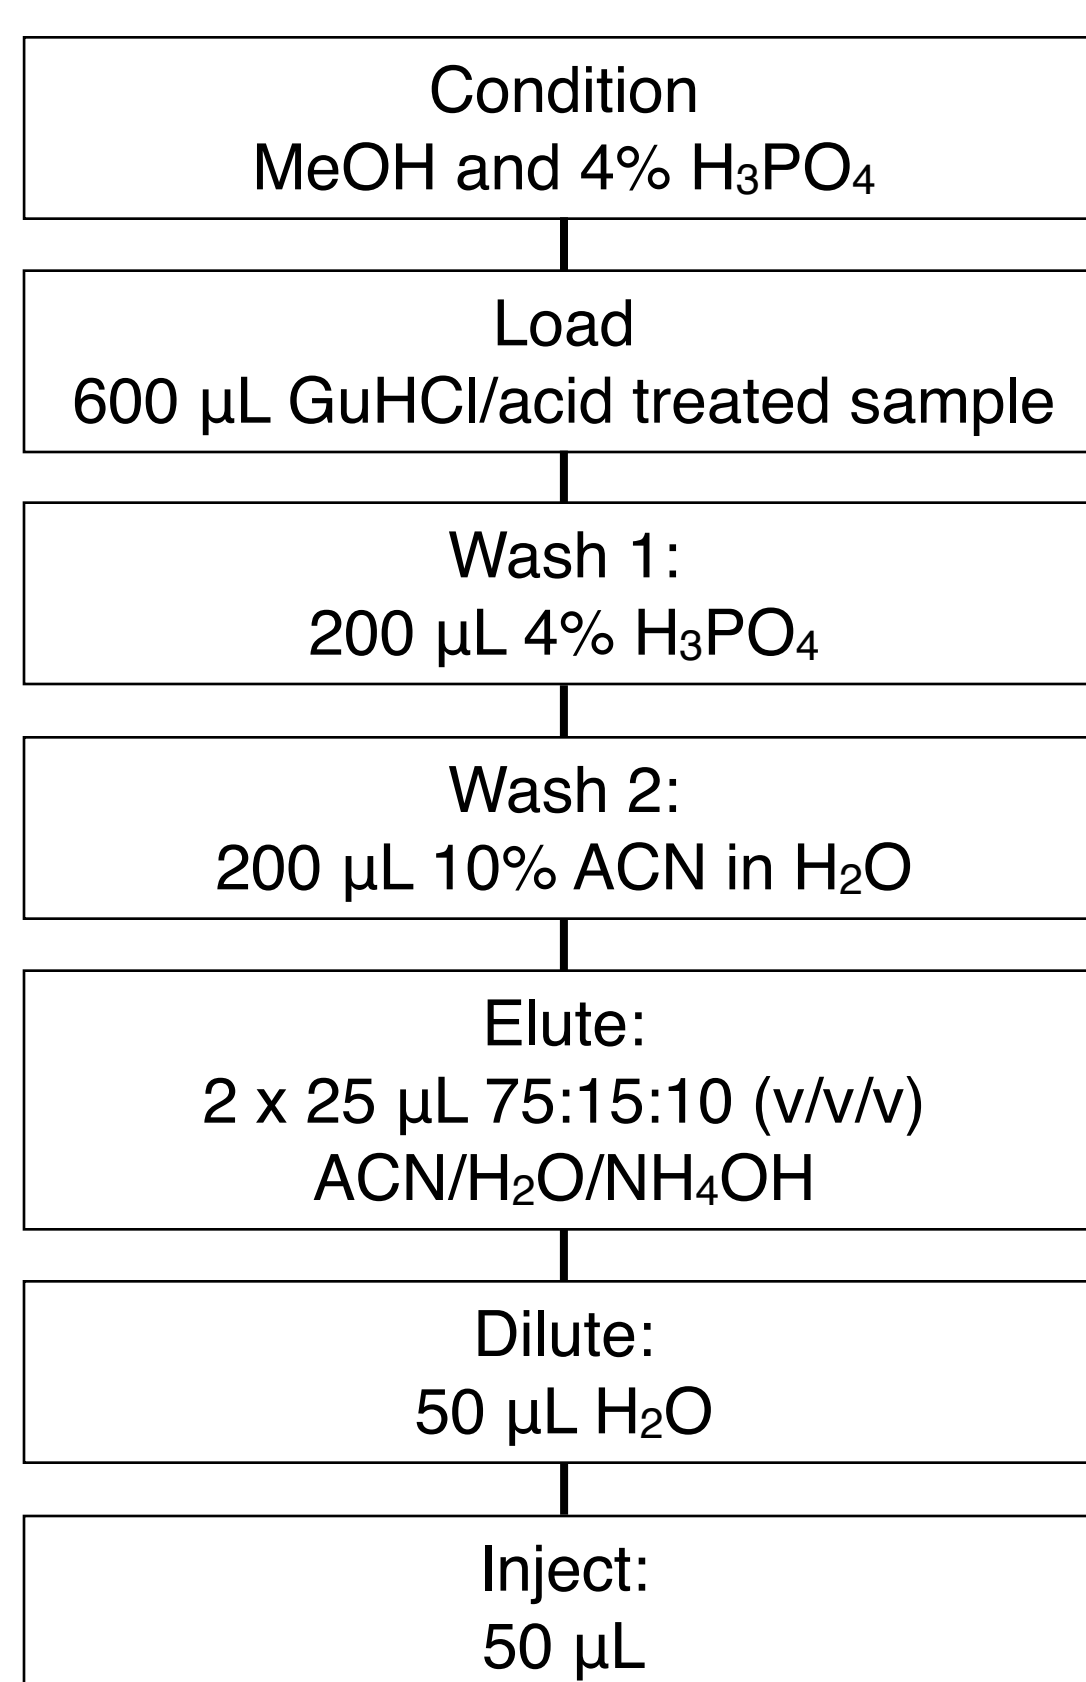 Condition
MeOH and 4% H₃PO₄
Load
600 µL GuHCl/acid treated sample
Wash 1:
200 µL 4% H₃PO₄
Wash 2:
200 µL 10% ACN in H₂O
Elute:
2 x 25 µL 75:15:10 (v/v/v)
ACN/H₂O/NH₄OH
Dilute:
50 µL H₂O
Inject:
50 µL